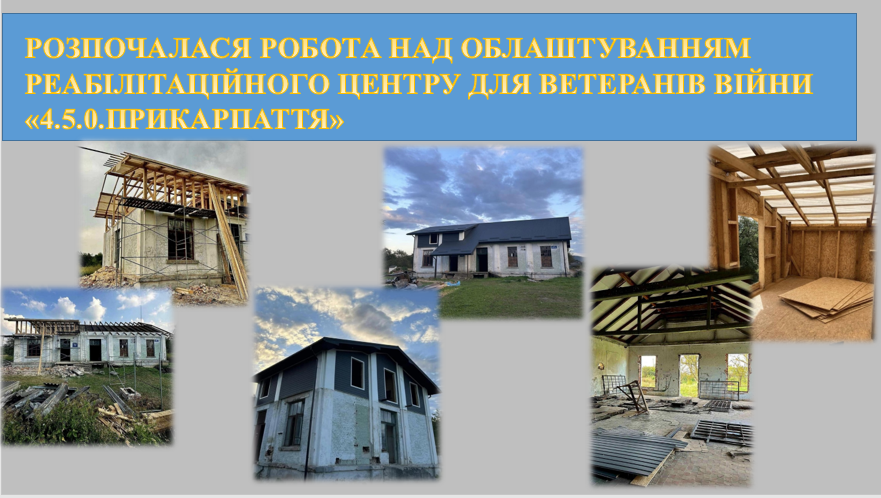 РОЗПОЧАЛАСЯ РОБОТА НАД ОБЛАШТУВАННЯМ
РЕАБІЛІТАЦІЙНОГО ЦЕНТРУ ДЛЯ ВЕТЕРАНІВ ВІЙНИ
«4.5.0.ПРИКАРПАТТЯ»